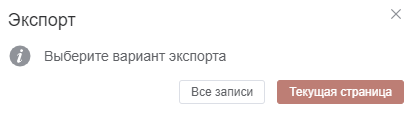 Экспорт
Выберите вариант экспорта
Все записи
Текущая страница